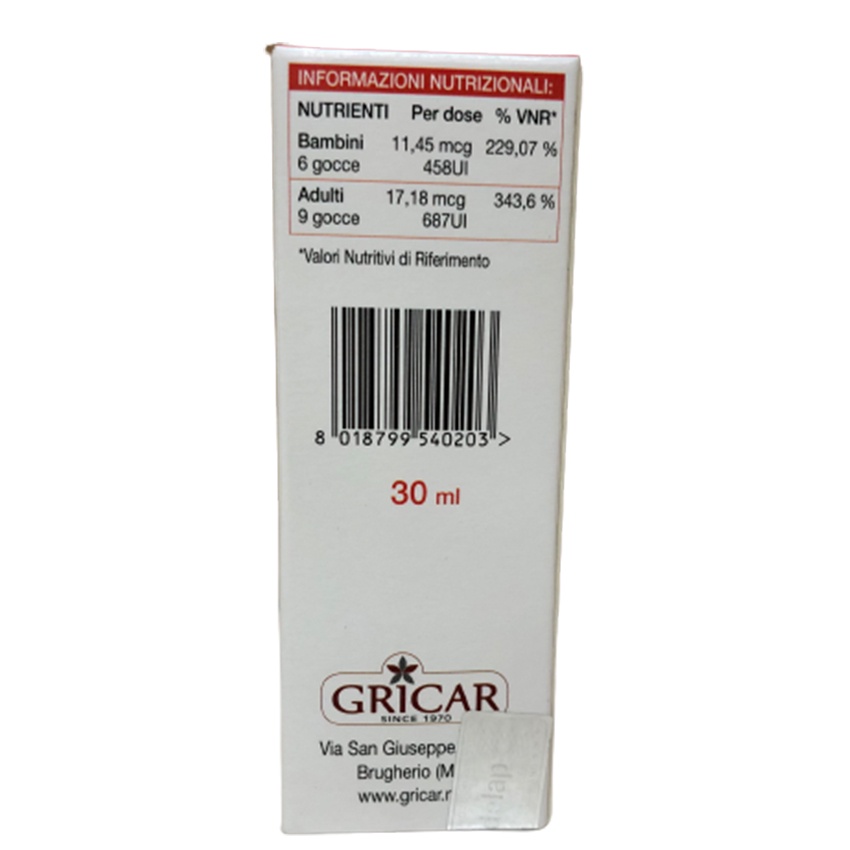 INFORMAZIONI NUTRIZIONALI:
NUTRIENTI Per dose % VNR*
Bambini 11,45 mcg 229,07 %
6 gocce 458UI
Adulti 17,18 mcg 343,6 %
9 gocce 687UI
*Valori Nutritivi di Riferimento
8 018799 540203 >
30 ml
GRICAR
SINCE 1970
Via San Giuseppe
Brugherio (M
www.gricar.